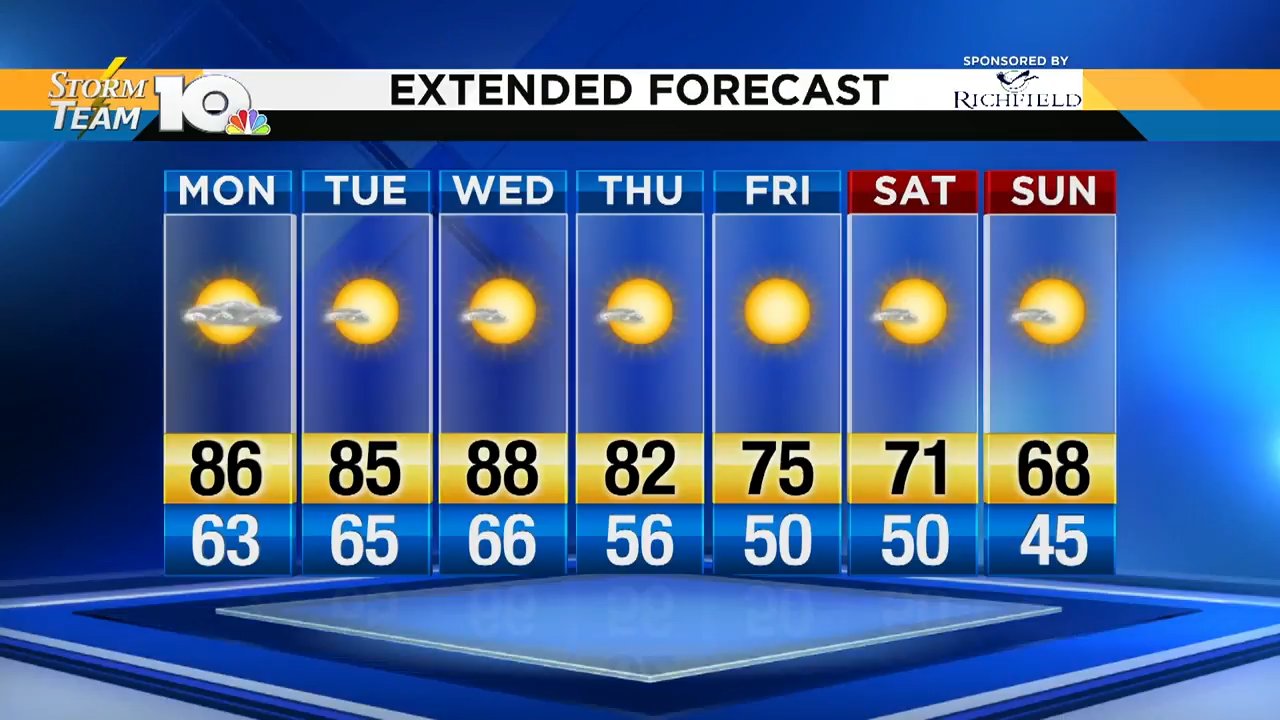 SPONSORED BY
STORM
TEAM
10
EXTENDED FORECAST
RICHFIELD
MON TUE WED THU FRI SAT SUN
86 85 88 82 75 71 68
63 65 66 56 50 50 45